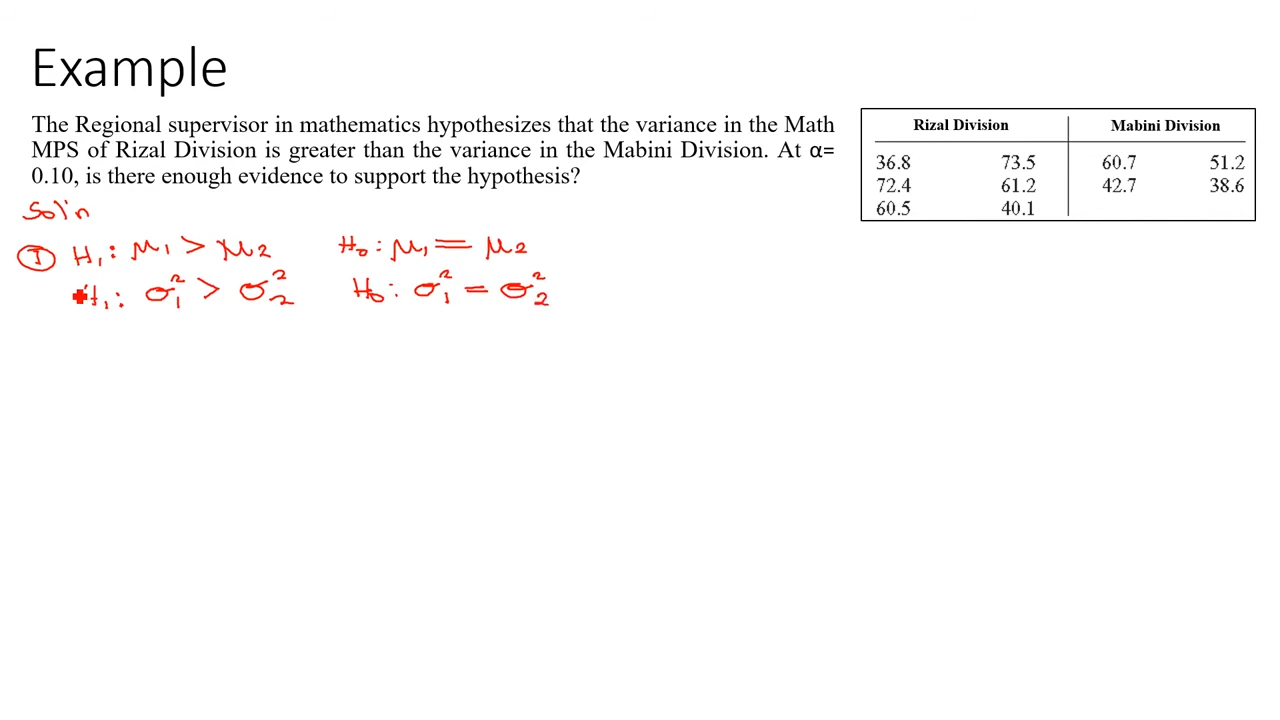 Example
The Regional supervisor in mathematics hypothesizes that the variance in the Math
MPS of Rizal Division is greater than the variance in the Mabini Division. At α=
0.10, is there enough evidence to support the hypothesis?
Rizal Division Mabini Division
36.8 73.5 60.7 51.2
72.4 61.2 42.7 38.6
60.5 40.1
Sol'n
① H₁: μ₁ > μ₂ H₀: μ₁ = μ₂
H₁: σ₁² > σ₂² H₀: σ₁² = σ₂²